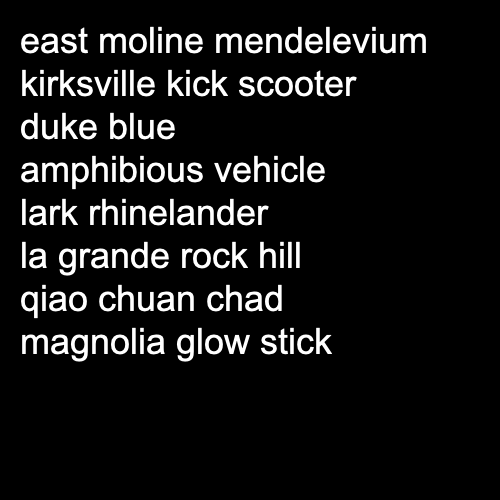 east moline mendelevium
kirksville kick scooter
duke blue
amphibious vehicle
lark rhinelander
la grande rock hill
qiao chuan chad
magnolia glow stick